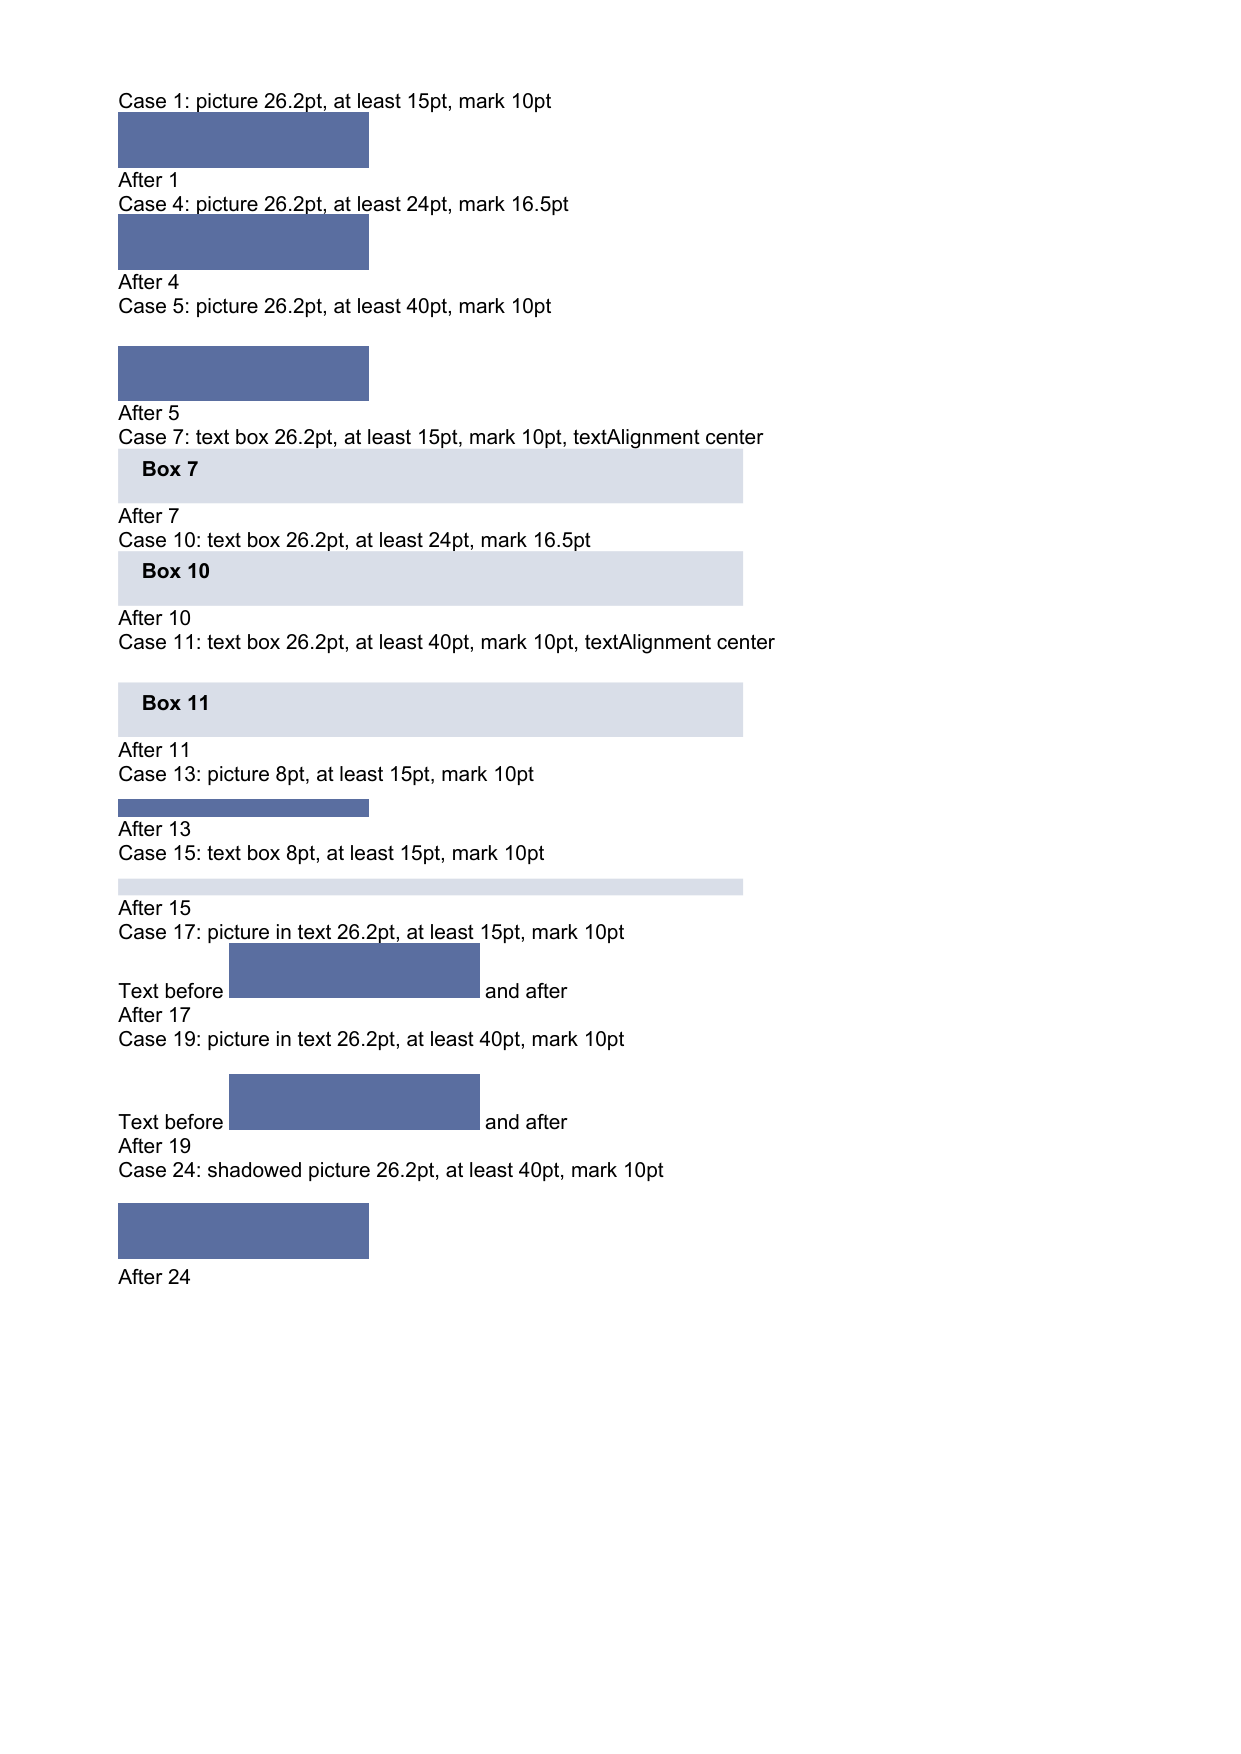 Case 1: picture 26.2pt, at least 15pt, mark 10pt
After 1
Case 4: picture 26.2pt, at least 24pt, mark 16.5pt
After 4
Case 5: picture 26.2pt, at least 40pt, mark 10pt
After 5
Case 7: text box 26.2pt, at least 15pt, mark 10pt, textAlignment center
Box 7
After 7
Case 10: text box 26.2pt, at least 24pt, mark 16.5pt
Box 10
After 10
Case 11: text box 26.2pt, at least 40pt, mark 10pt, textAlignment center
Box 11
After 11
Case 13: picture 8pt, at least 15pt, mark 10pt
After 13
Case 15: text box 8pt, at least 15pt, mark 10pt
After 15
Case 17: picture in text 26.2pt, at least 15pt, mark 10pt
Text before and after
After 17
Case 19: picture in text 26.2pt, at least 40pt, mark 10pt
Text before and after
After 19
Case 24: shadowed picture 26.2pt, at least 40pt, mark 10pt
After 24